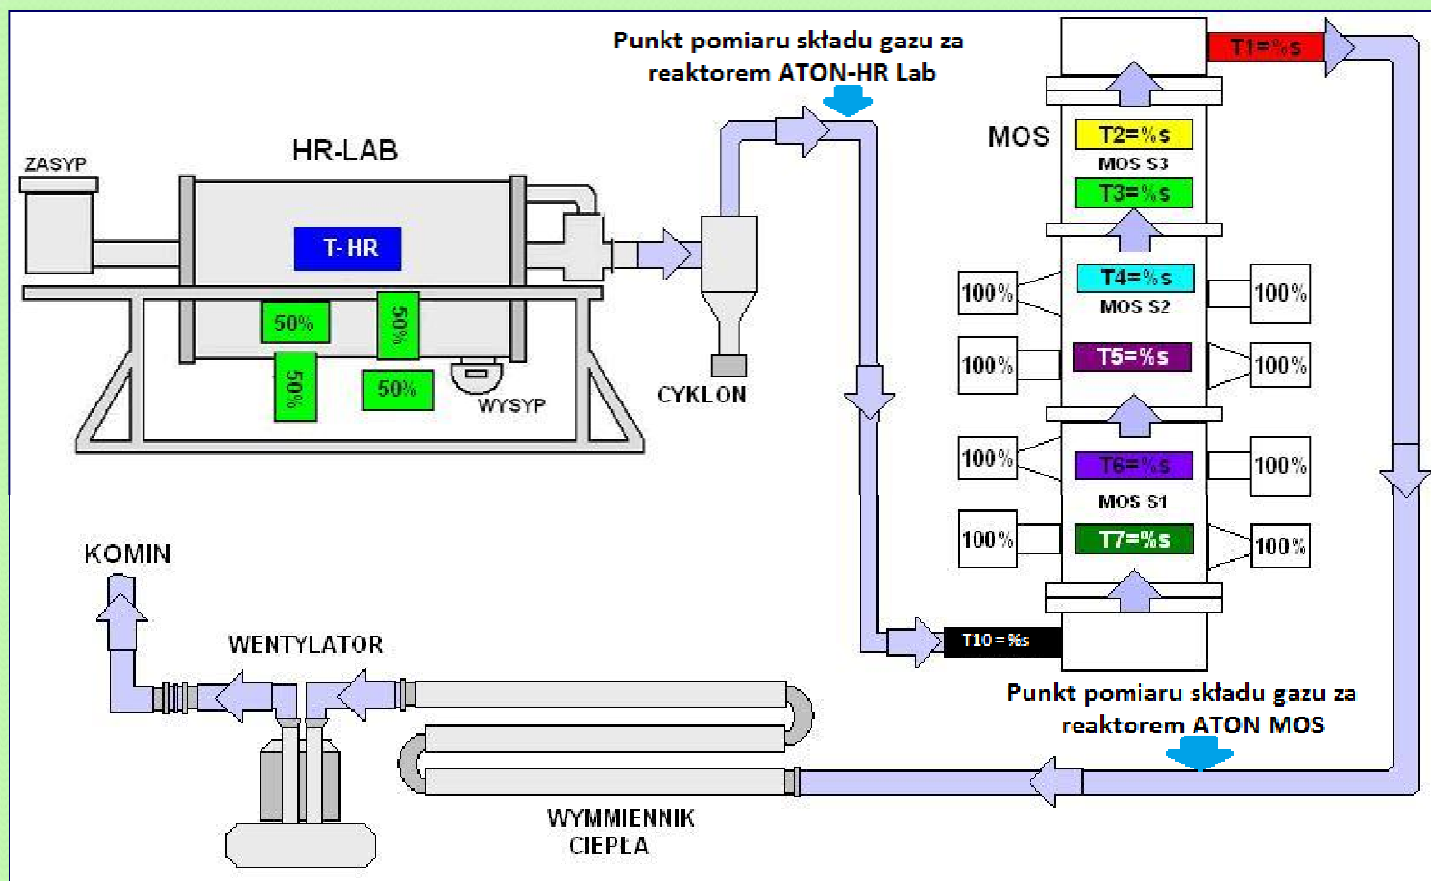 Punkt pomiaru składu gazu za
reaktorem ATON-HR Lab
T1=%s
MOS
T2=%s
MOS S3
T3=%s
HR-LAB
ZASYP
T-HR
50%
50%
50%
50%
WYSYP
CYKLON
100%
T4=%s
100%
MOS S2
100%
T5=%s
100%
100%
T6=%s
100%
MOS S1
100%
T7=%s
100%
KOMIN
WENTYLATOR
T10=%s
Punkt pomiaru składu gazu za
reaktorem ATON MOS
WYMMIENNIK
CIEPŁA